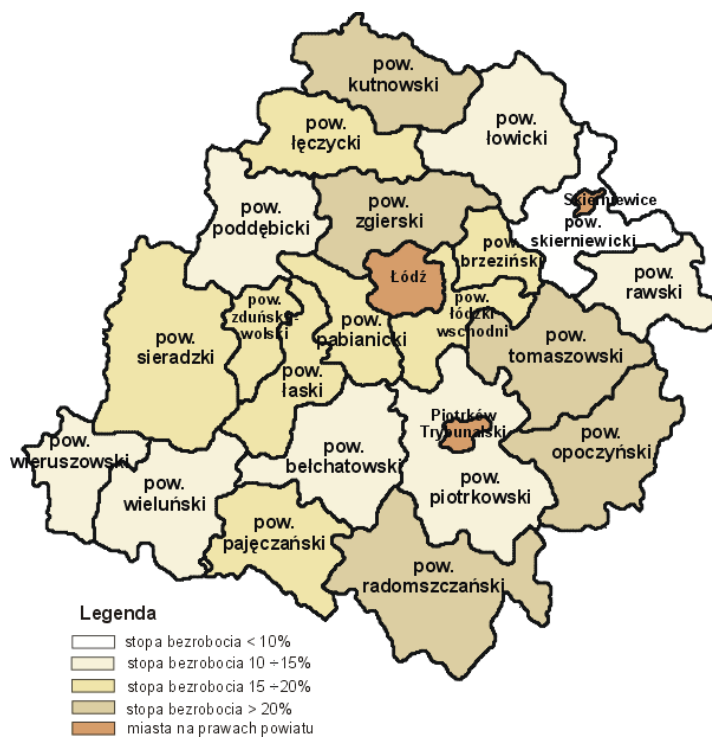 pow.
kutnowski
pow.
łęczycki
pow.
łowicki
Skierniewice
pow.
skierniewicki
pow.
poddębicki
pow.
zgierski
pow.
brzeziński
Łódź
pow.
rawski
pow.
zduńsko-
wolski
pow.
łódzki
wschodni
pow.
sieradzki
pow.
pabianicki
pow.
tomaszowski
pow.
łaski
Piotrków
Trybunalski
pow.
opoczyński
pow.
wieruszowski
pow.
bełchatowski
pow.
wieluński
pow.
piotrkowski
pow.
pajęczański
pow.
radomszczański
Legenda
stopa bezrobocia < 10%
stopa bezrobocia 10 ÷15%
stopa bezrobocia 15 ÷20%
stopa bezrobocia > 20%
miasta na prawach powiatu